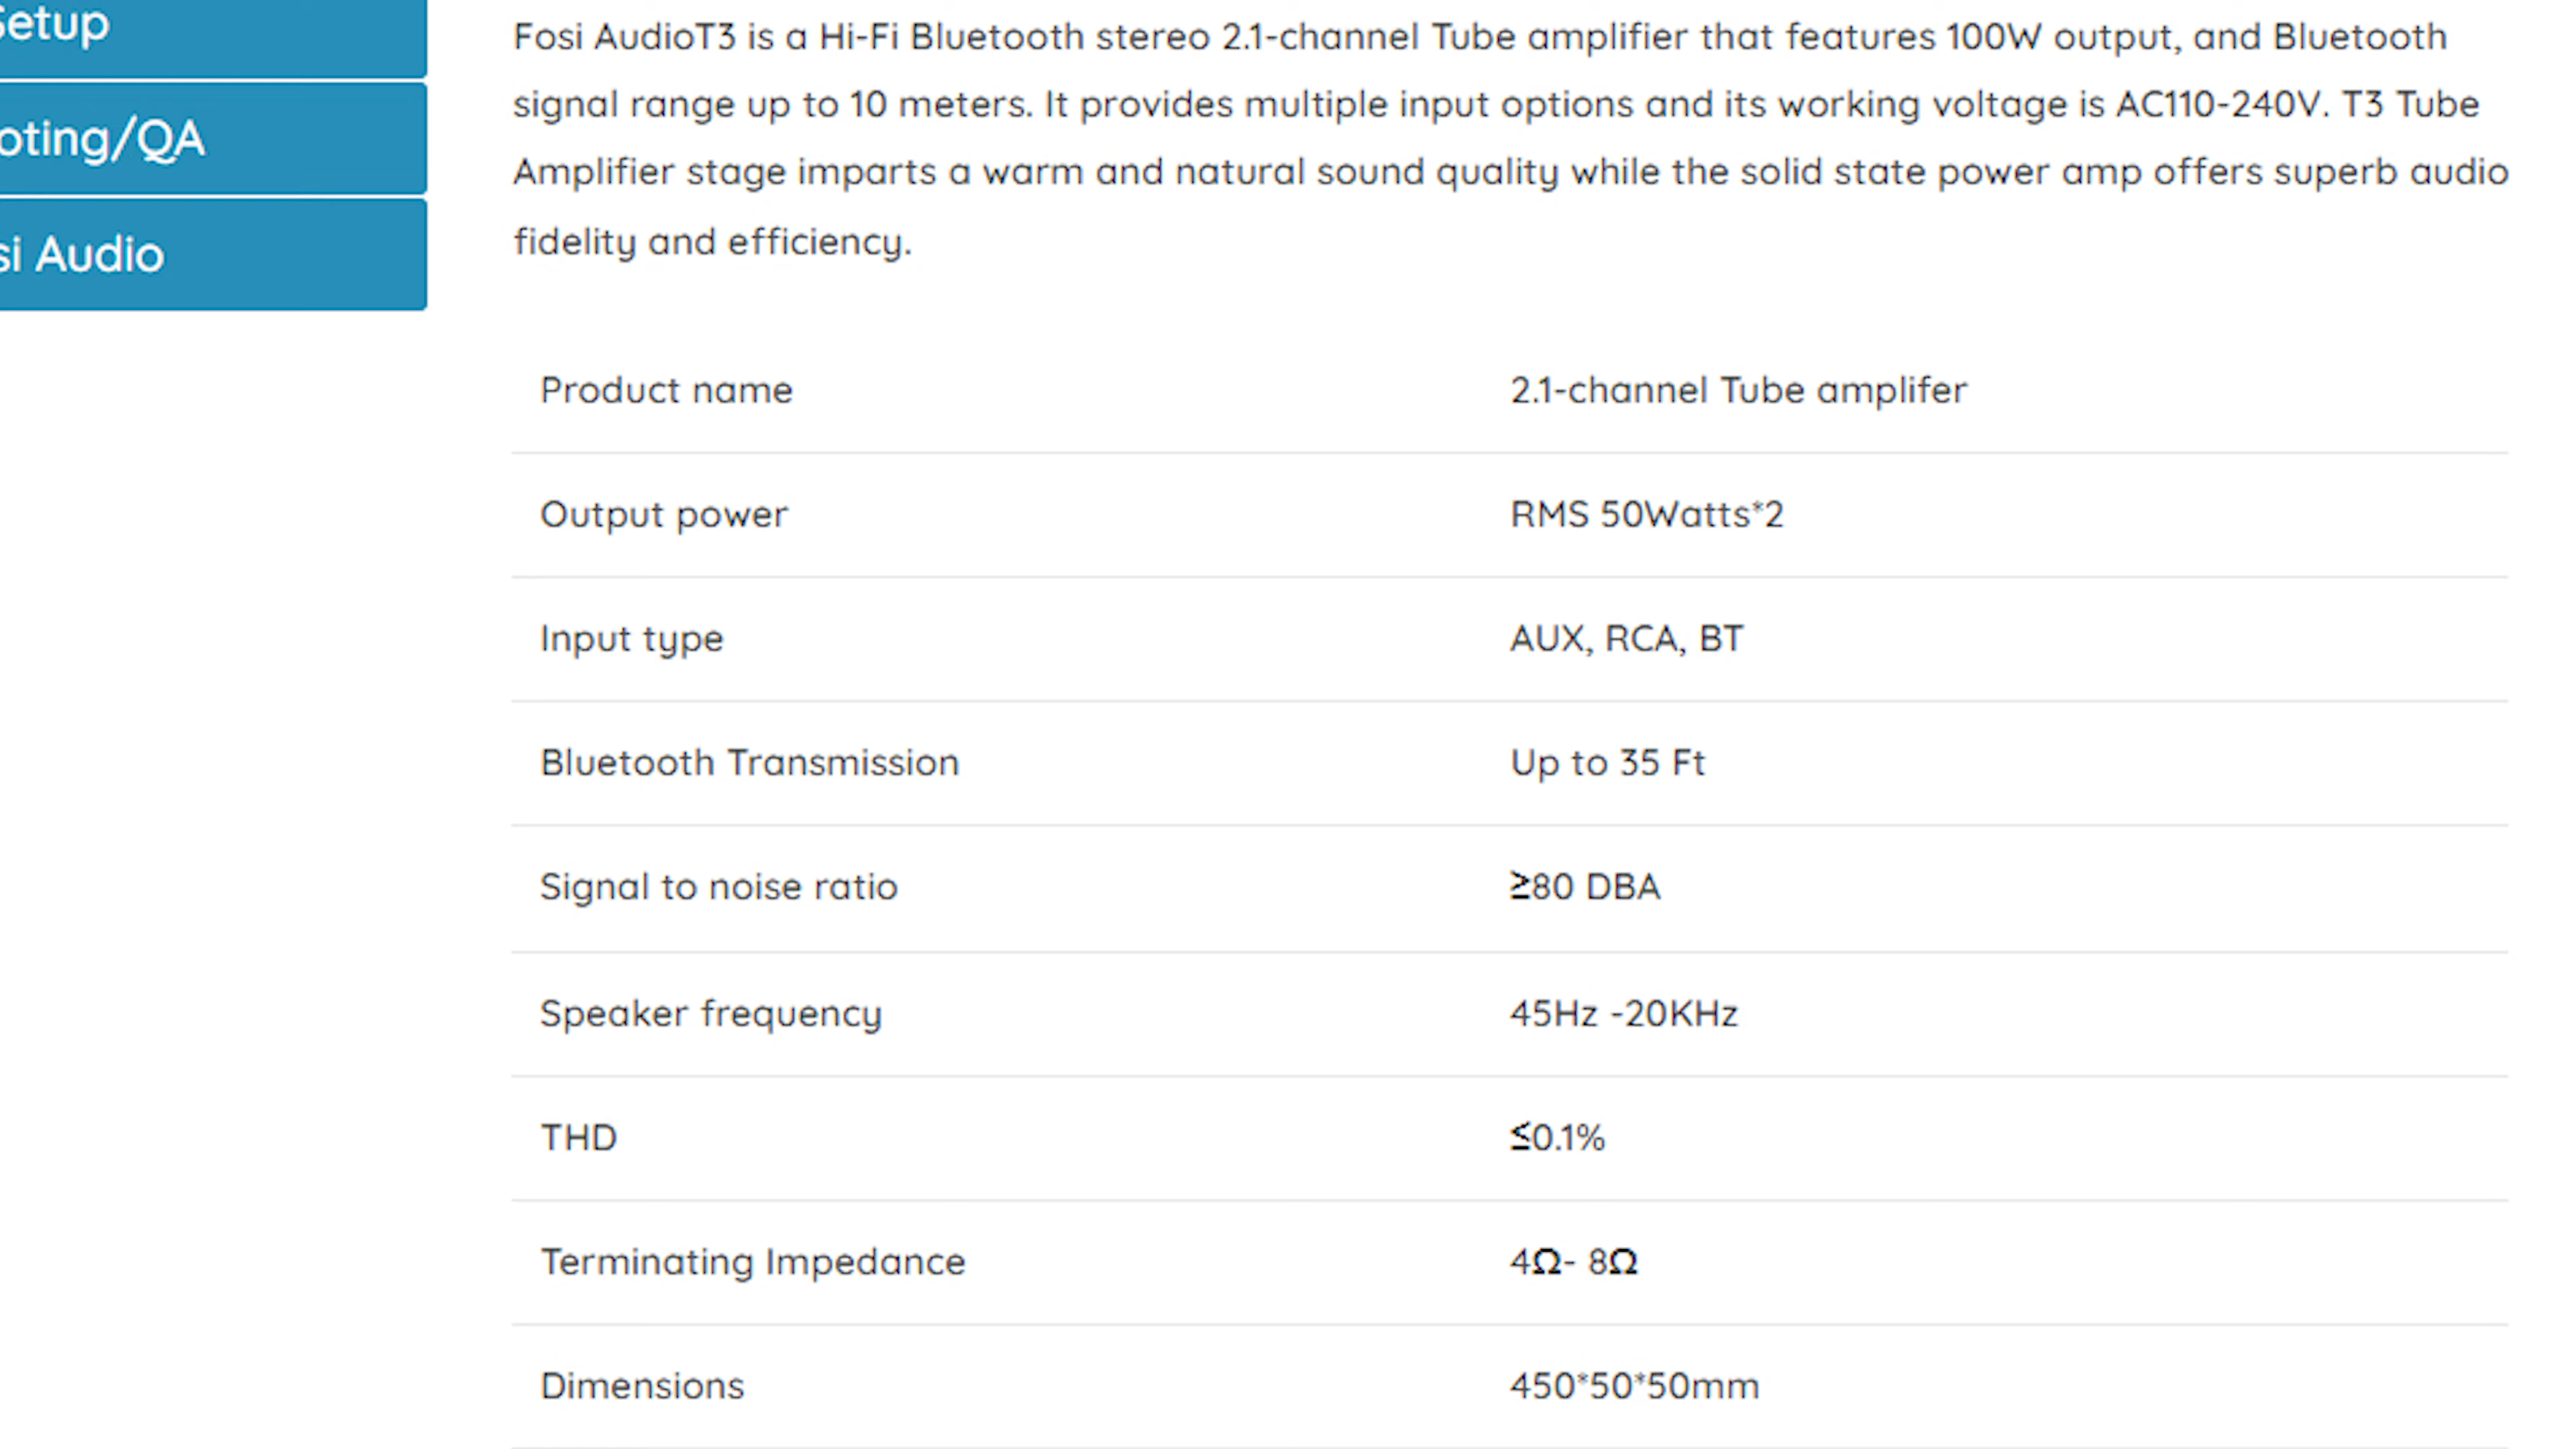 Setup
oting/QA
si Audio
Fosi AudioT3 is a Hi-Fi Bluetooth stereo 2.1-channel Tube amplifier that features 100W output, and Bluetooth
signal range up to 10 meters. It provides multiple input options and its working voltage is AC110-240V. T3 Tube
Amplifier stage imparts a warm and natural sound quality while the solid state power amp offers superb audio
fidelity and efficiency.
Product name 2.1-channel Tube amplifer
Output power RMS 50Watts*2
Input type AUX, RCA, BT
Bluetooth Transmission Up to 35 Ft
Signal to noise ratio ≥80 DBA
Speaker frequency 45Hz -20KHz
THD ≤0.1%
Terminating Impedance 4Ω- 8Ω
Dimensions 450*50*50mm